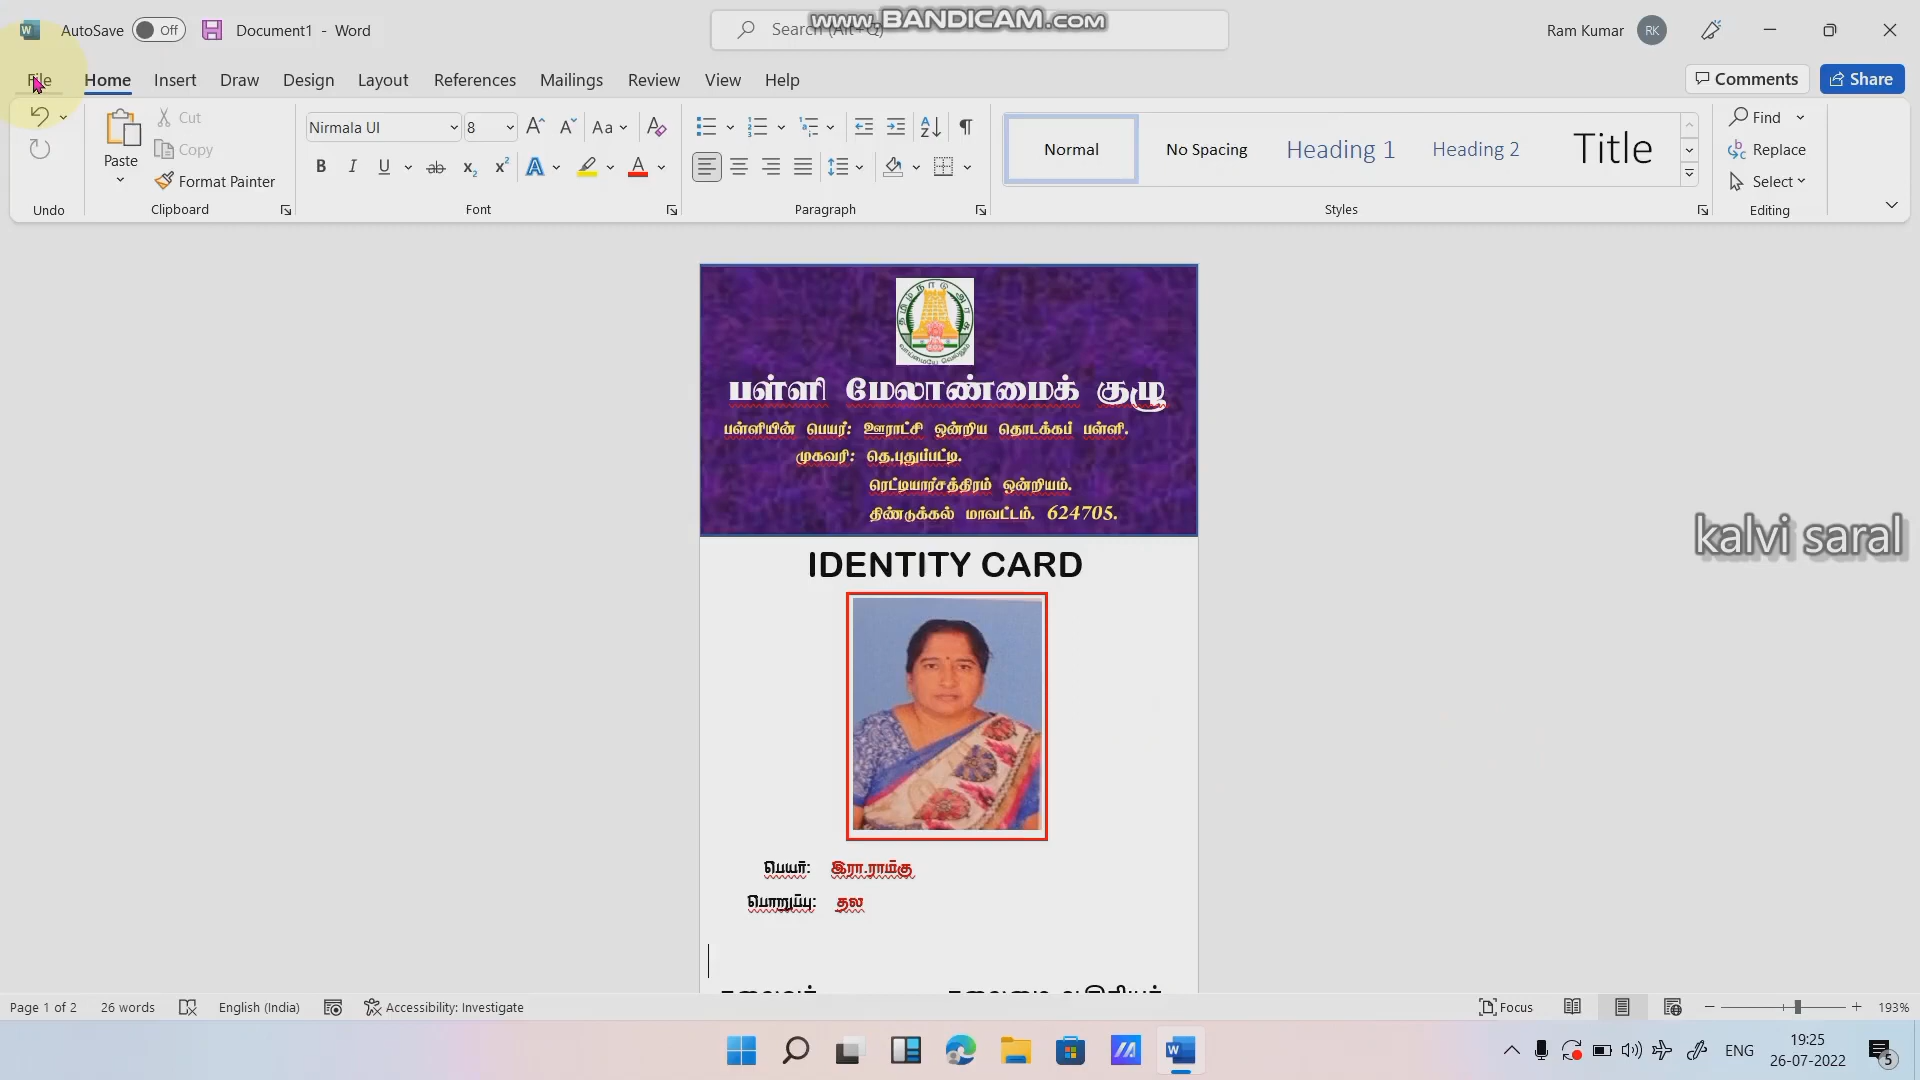 AutoSave Off Document1 - Word
www.BANDICAM.com
Ram Kumar RK
File Home Insert Draw Design Layout References Mailings Review View Help
Comments Share
Nirmala UI 8
Paste Cut
Copy
Format Painter
Normal No Spacing Heading 1 Heading 2 Title
Find
Replace
Select
Undo Clipboard Font Paragraph Styles Editing
பள்ளி மேலாண்மைக் குழு
பள்ளியின் பெயர்: ஊராட்சி ஒன்றிய தொடக்கப் பள்ளி.
முகவரி: தெ.புதுப்பட்டி.
ரெட்டியார்சத்திரம் ஒன்றியம்.
திண்டுக்கல் மாவட்டம். 624705.
IDENTITY CARD
kalvi saral
பெயர்: இரா.ராம்கு
பொறுப்பு: தல
Page 1 of 2 26 words English (India) Accessibility: Investigate
Focus 193%
ENG 19:25
26-07-2022 5